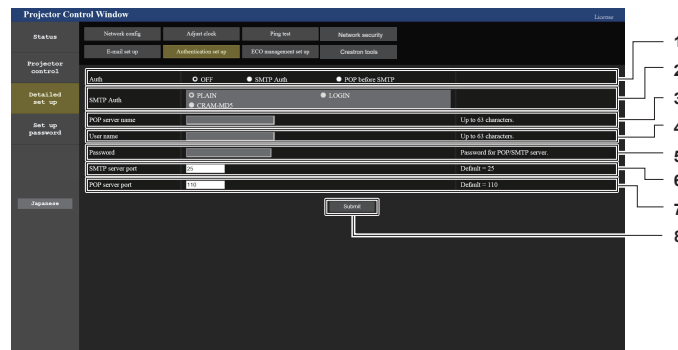 Projector Control Window
License
Status
Network config
Adjust clock
Ping test
Network security
E-mail set up
Authentication set up
ECO management set up
Crestron tools
Projector
control
Detailed
set up
Set up
password
Japanese
Auth
OFF
SMTP Auth
POP before SMTP
1
SMTP Auth
PLAIN
LOGIN
CRAM-MD5
2
POP server name
Up to 63 characters.
3
User name
Up to 63 characters.
4
Password
Password for POP/SMTP server.
5
SMTP server port
25
Default = 25
6
POP server port
110
Default = 110
7
Submit
8